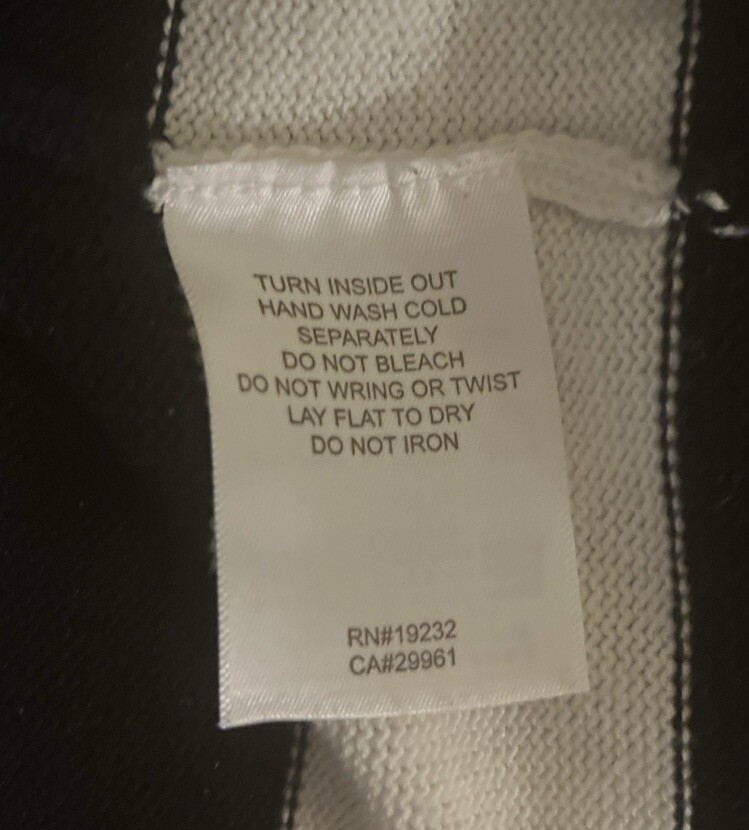 TURN INSIDE OUT
HAND WASH COLD
SEPARATELY
DO NOT BLEACH
DO NOT WRING OR TWIST
LAY FLAT TO DRY
DO NOT IRON
RN#19232
CA#29961